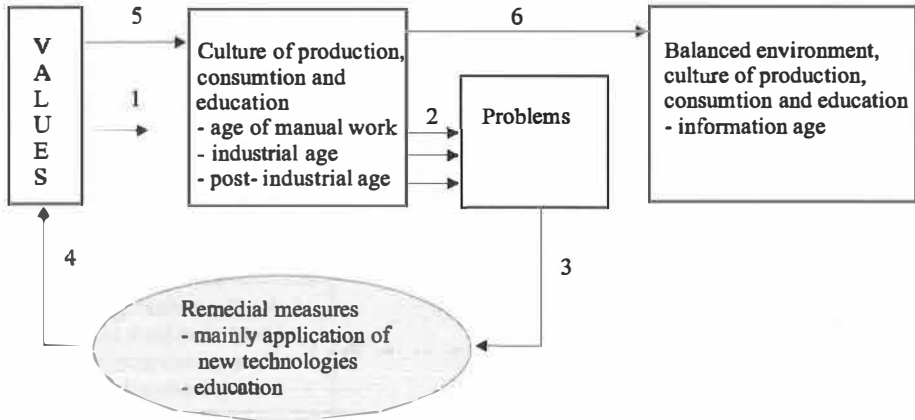 5
6
V
A
L
U
E
S
1
Culture of production,
consumtion and
education
- age of manual work
- industrial age
- post- industrial age
2
Problems
Balanced environment,
culture of production,
consumtion and education
- information age
4
3
Remedial measures
- mainly application of
new technologies
- education